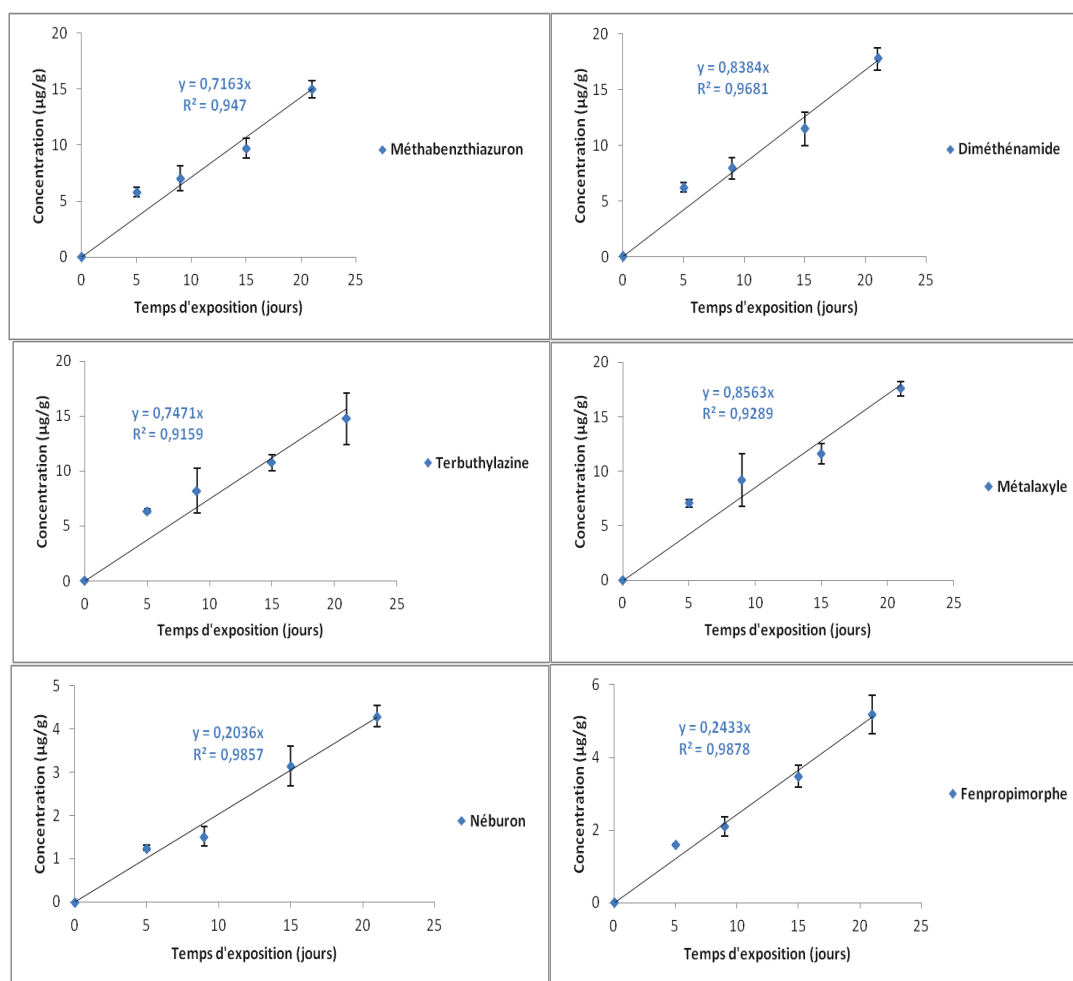 20
15
10
5
0
Concentration (µg/g)
y = 0,7163x
R² = 0,947
Méthabenzthiazuron
0 5 10 15 20 25
Temps d'exposition (jours)
20
15
10
5
0
Concentration (µg/g)
y = 0,8384x
R² = 0,9681
Diméthénamide
0 5 10 15 20 25
Temps d'exposition (jours)
20
15
10
5
0
Concentration (µg/g)
y = 0,7471x
R² = 0,9159
Terbuthylazine
0 5 10 15 20 25
Temps d'exposition (jours)
20
15
10
5
0
Concentration (µg/g)
y = 0,8563x
R² = 0,9289
Métalaxyle
0 5 10 15 20 25
Temps d'exposition (jours)
5
4
3
2
1
0
Concentration (µg/g)
y = 0,2036x
R² = 0,9857
Néburon
0 5 10 15 20 25
Temps d'exposition (jours)
6
4
2
0
Concentration (µg/g)
y = 0,2433x
R² = 0,9878
Fenpropimorphe
0 5 10 15 20 25
Temps d'exposition (jours)